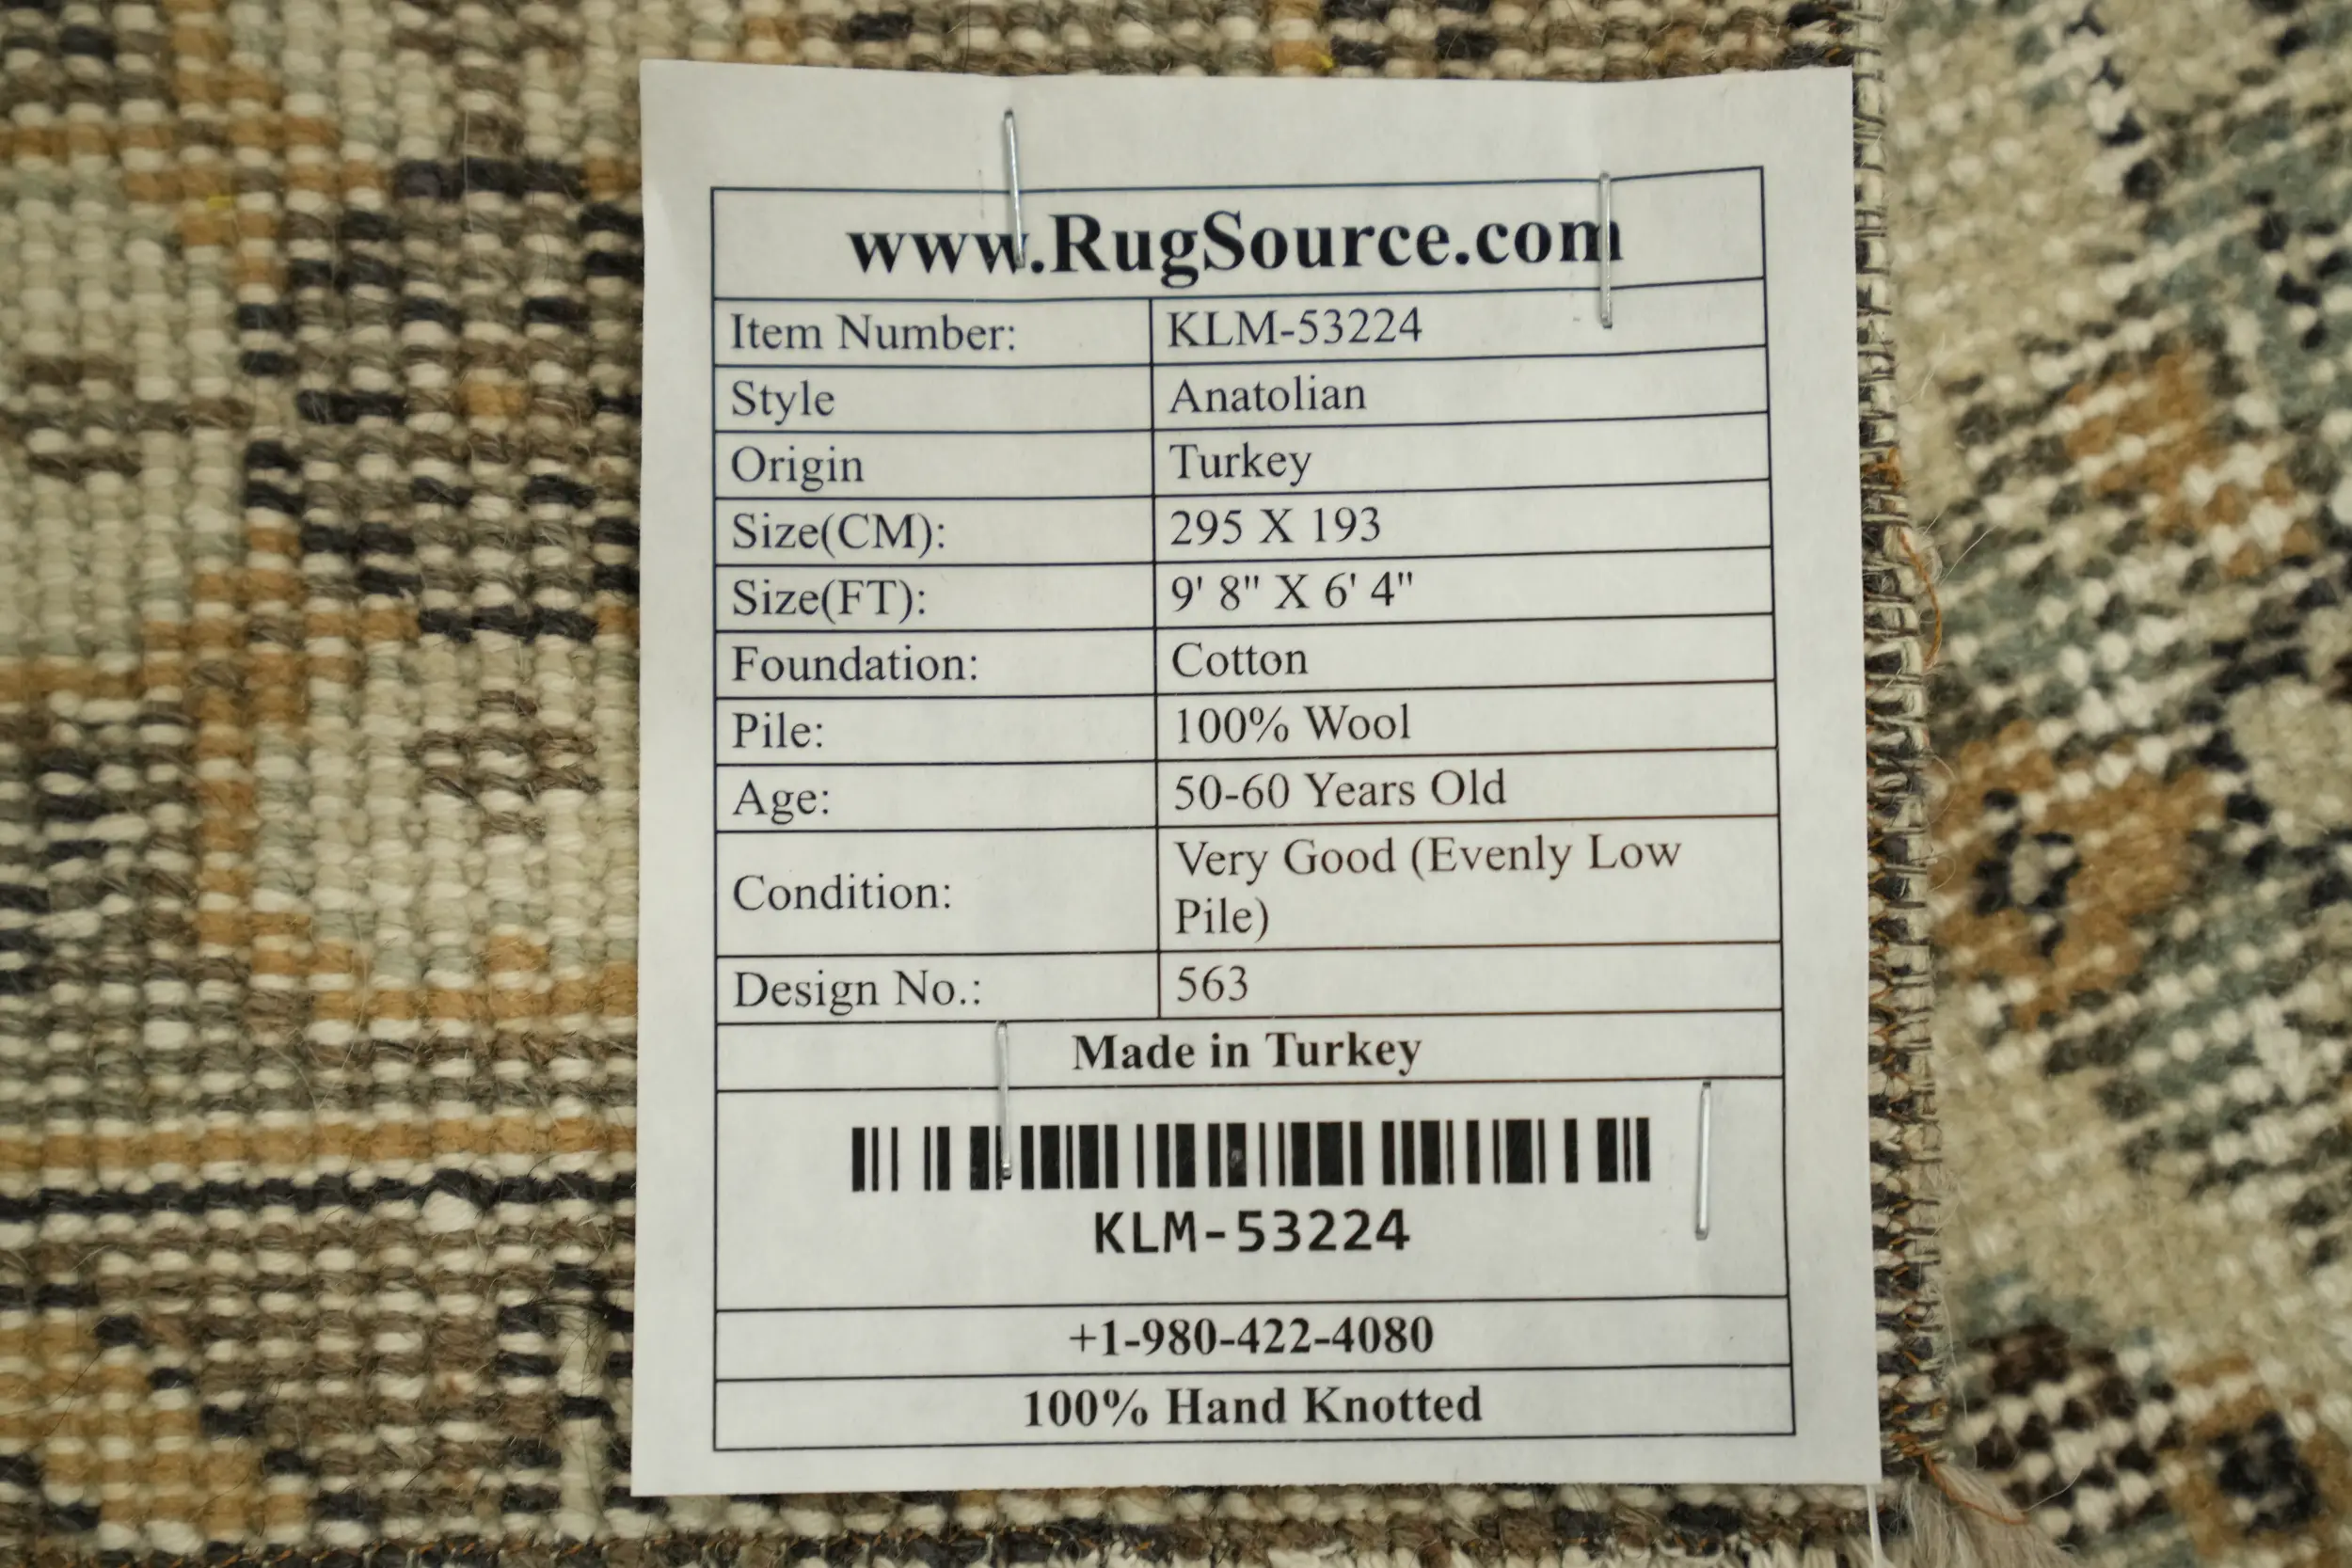 www.RugSource.com
Item Number: KLM-53224
Style Anatolian
Origin Turkey
Size(CM): 295 X 193
Size(FT): 9' 8" X 6' 4"
Foundation: Cotton
Pile: 100% Wool
Age: 50-60 Years Old
Condition: Very Good (Evenly Low
Pile)
Design No.: 563
Made in Turkey
KLM-53224
+1-980-422-4080
100% Hand Knotted